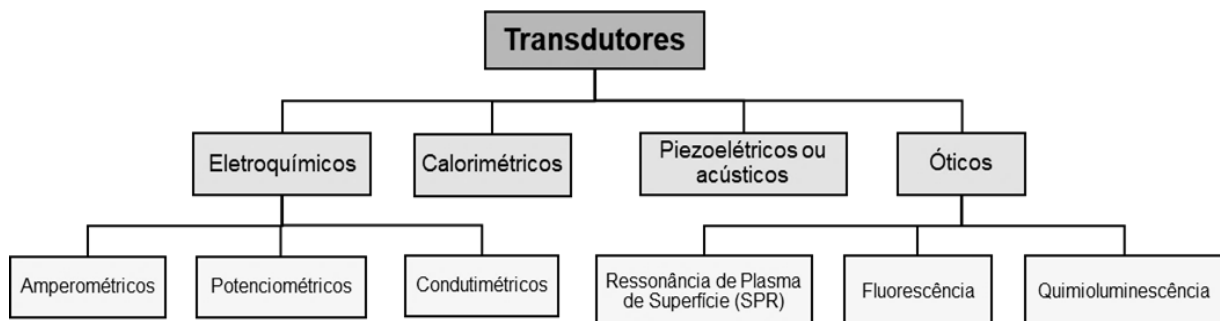 Transdutores
Eletroquímicos
Calorimétricos
Piezoelétricos ou
acústicos
Óticos
Amperométricos
Potenciométricos
Condutimétricos
Ressonância de Plasma
de Superfície (SPR)
Fluorescência
Quimioluminescência